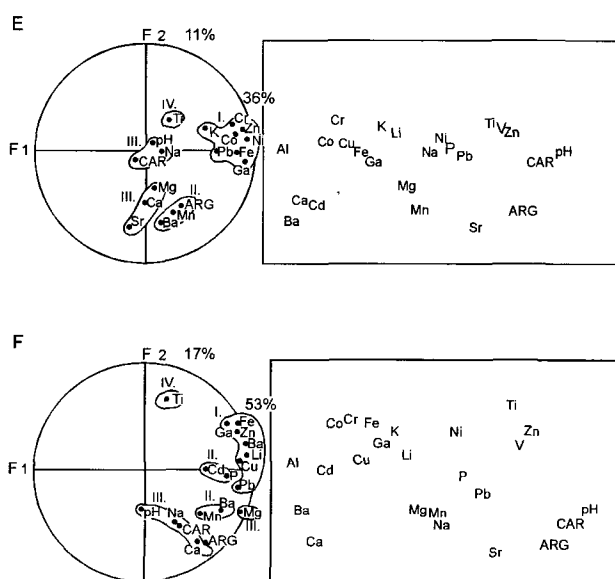 E
F 2 11%
36%
IV.
Ti
I. Cr
K Zn
Co Ni
III. pH
Na
F 1 CAR Pb Fe
Ga
Mg
III. Ca II. ARG
Mn
Sr Ba
Cr K Li Ti V Zn
Co Cu Fe Ni P
Al Ga Na Pb CAR pH
Mg
Ca Cd Mn ARG
Ba Sr
F
F 2 17%
53%
IV.
Ti
I. Fe
Ga Zn
Ba
Li
II. Cu
F 1 Cd P
Pb
III. II. Ba
pH Na Mn Mg
CAR III.
Ca ARG
Ti
Co Cr Fe K Ni Zn
Ga V
Al Cu Li
Cd P
Pb
Ba Mg Mn pH
Na CAR
Ca ARG
Sr